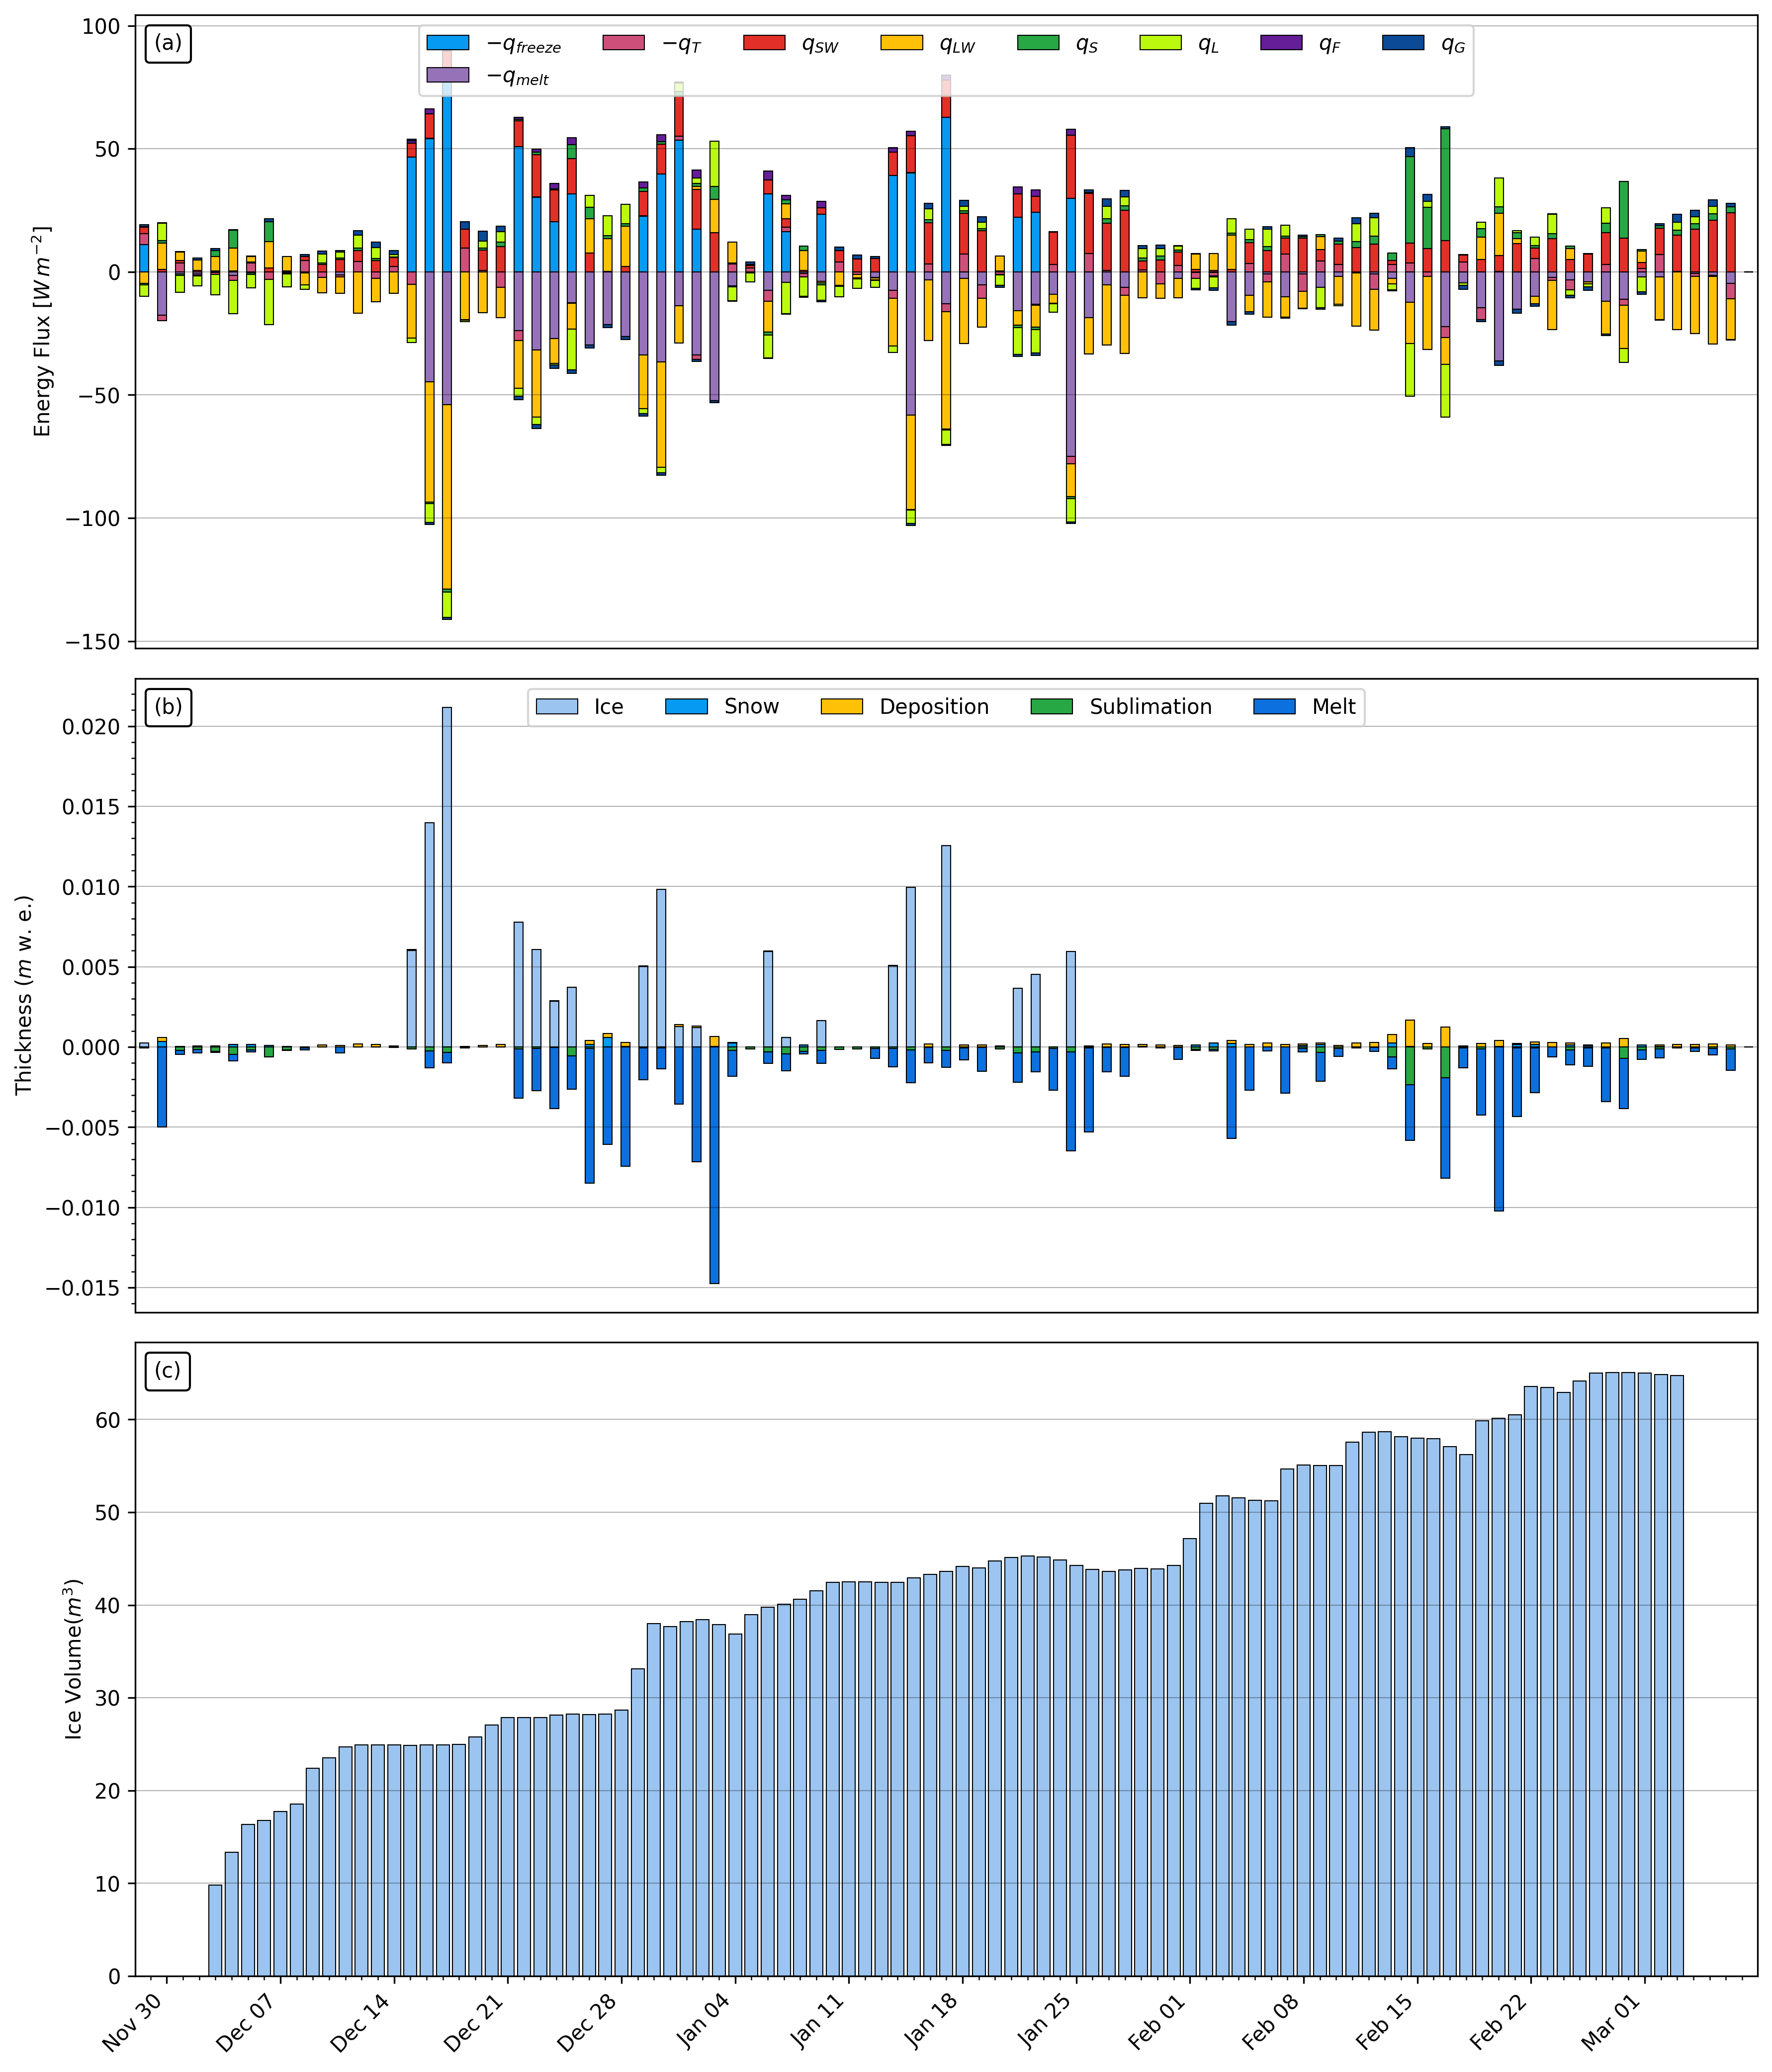 (a)
−q_freeze −q_T q_SW q_LW q_S q_L q_F q_G
−q_melt
100
50
0
−50
−100
−150
Energy Flux [W m⁻²]
(b)
Ice Snow Deposition Sublimation Melt
0.020
0.015
0.010
0.005
0.000
−0.005
−0.010
−0.015
Thickness (m w. e.)
(c)
60
50
40
30
20
10
0
Ice Volume(m³)
Nov 30 Dec 07 Dec 14 Dec 21 Dec 28 Jan 04 Jan 11 Jan 18 Jan 25 Feb 01 Feb 08 Feb 15 Feb 22 Mar 01